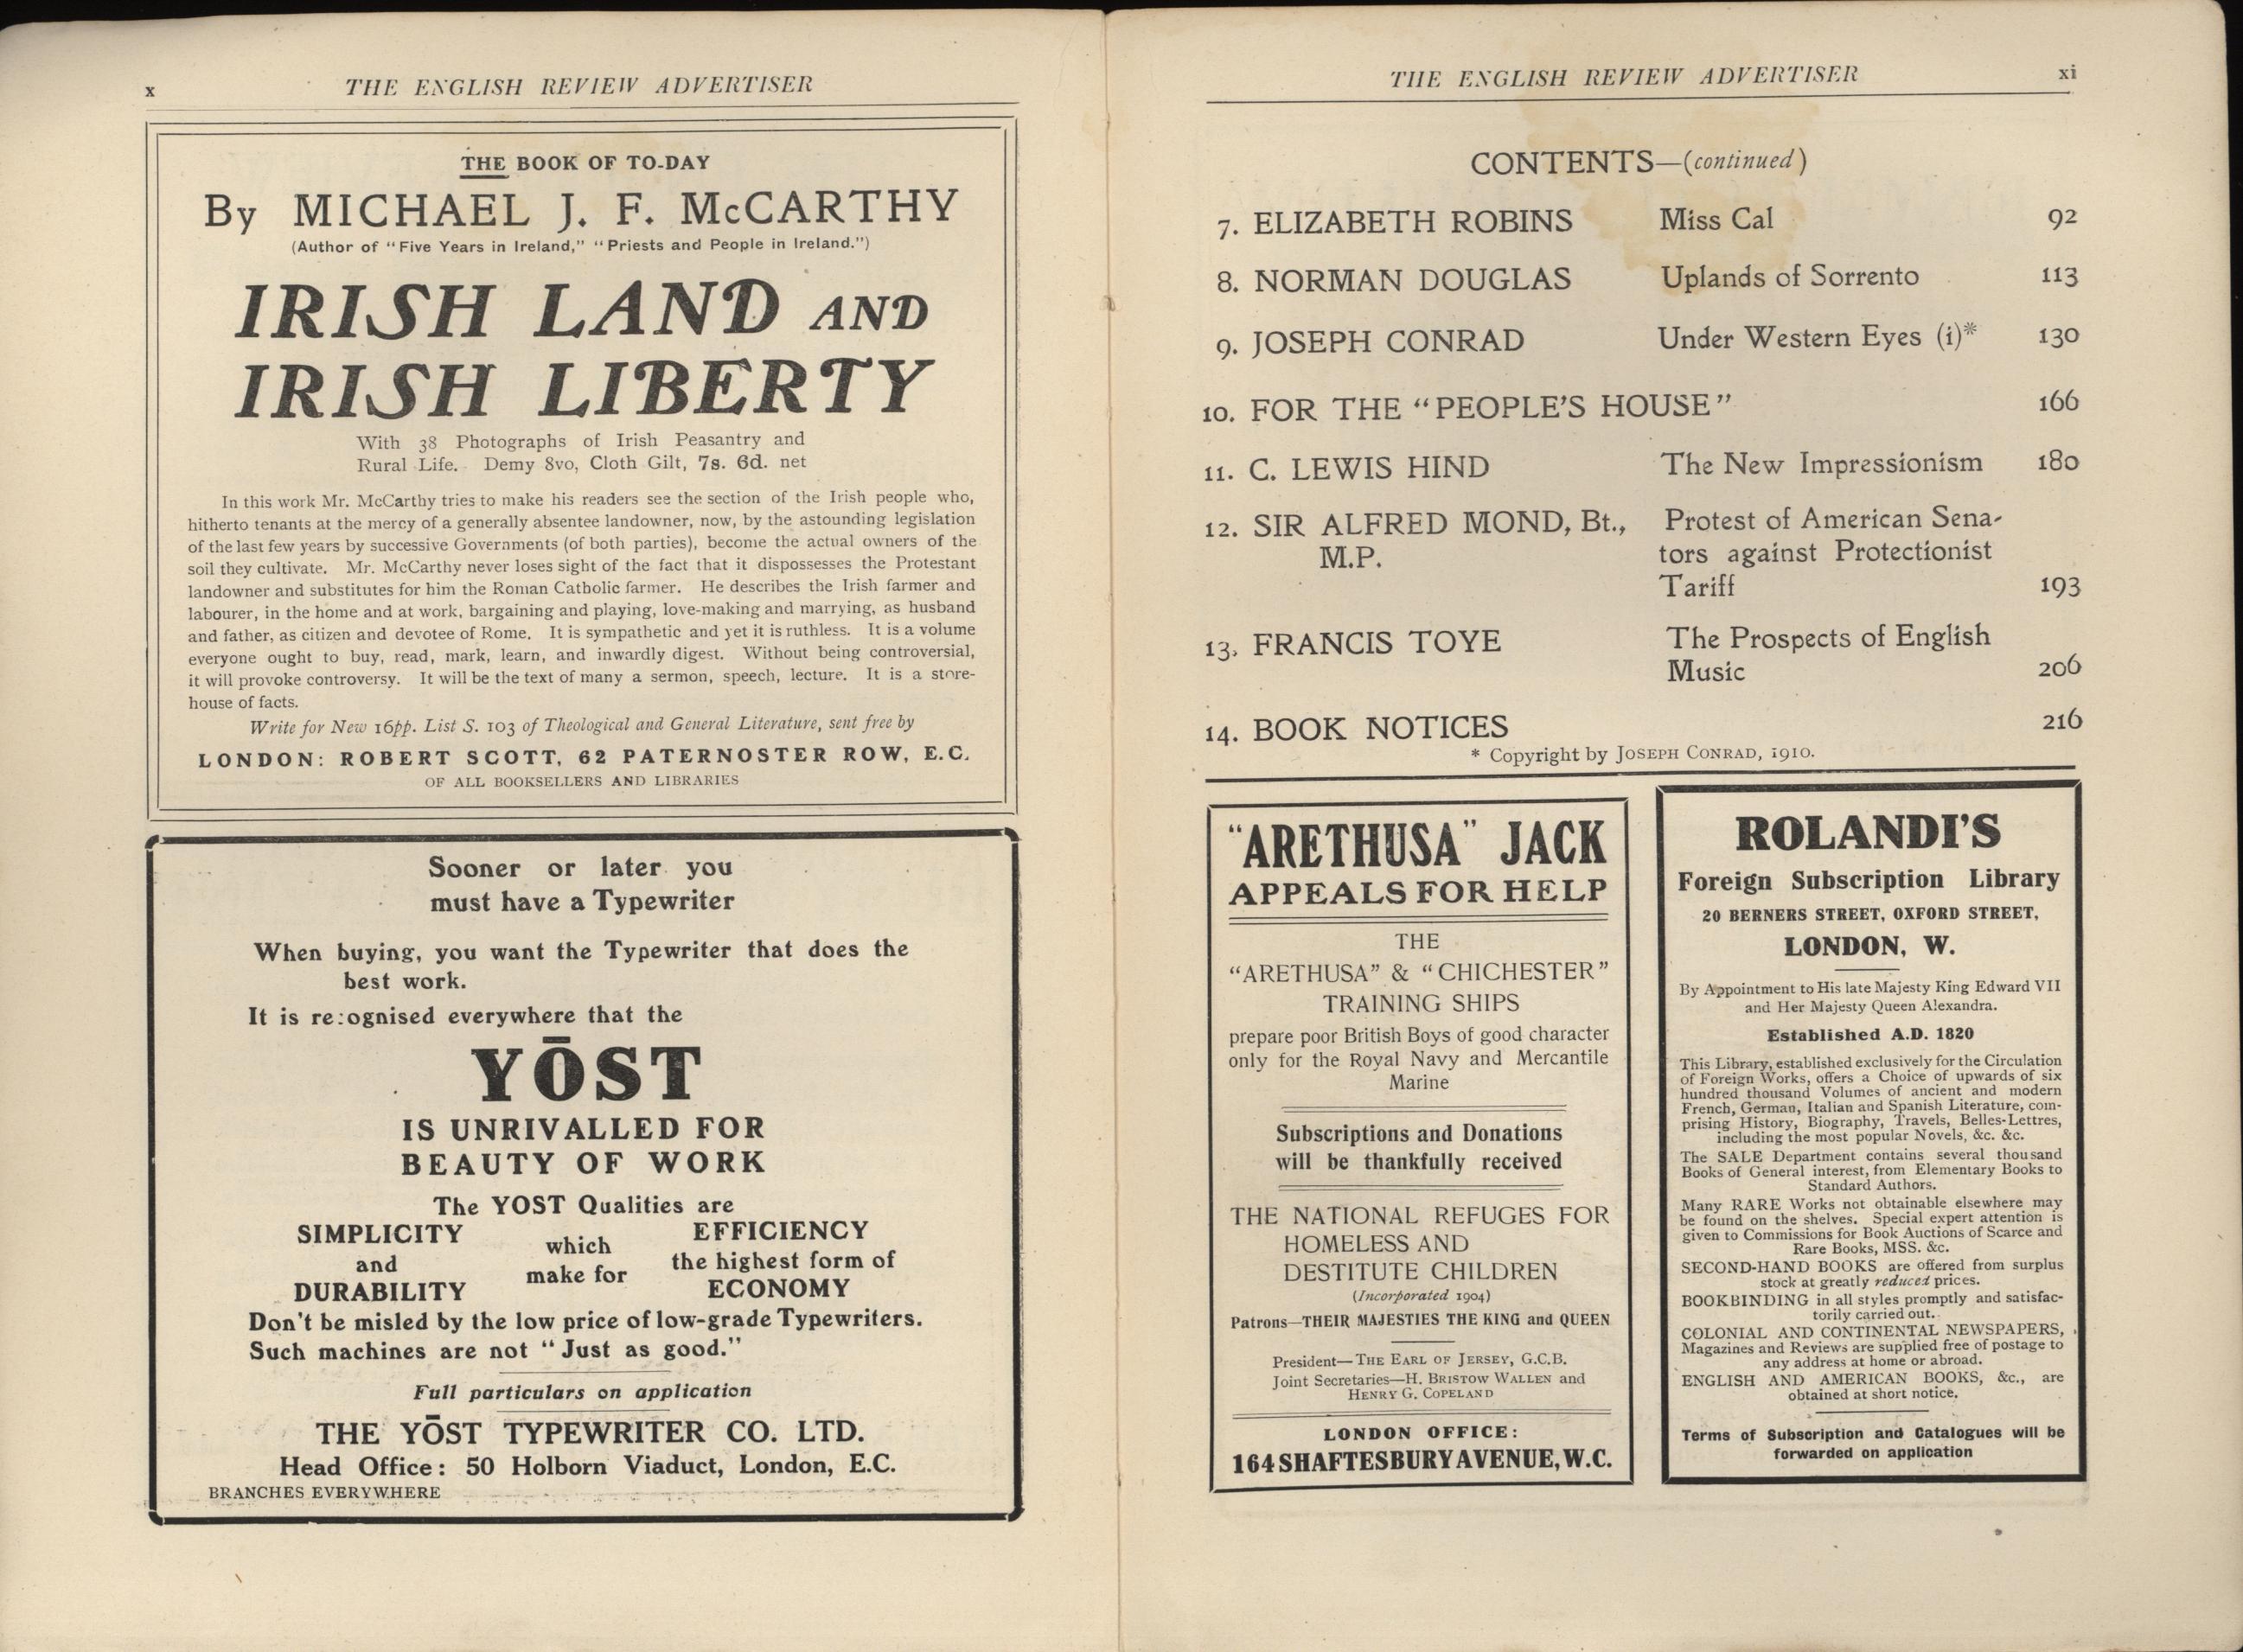 x
THE ENGLISH REVIEW ADVERTISER
THE BOOK OF TO-DAY
By MICHAEL J. F. McCARTHY
(Author of "Five Years in Ireland," "Priests and People in Ireland.")
IRISH LAND AND
IRISH LIBERTY
With 38 Photographs of Irish Peasantry and
Rural Life. Demy 8vo, Cloth Gilt, 7s. 6d. net
In this work Mr. McCarthy tries to make his readers see the section of the Irish people who,
hitherto tenants at the mercy of a generally absentee landowner, now, by the astounding legislation
of the last few years by successive Governments (of both parties), become the actual owners of the
soil they cultivate. Mr. McCarthy never loses sight of the fact that it dispossesses the Protestant
landowner and substitutes for him the Roman Catholic farmer. He describes the Irish farmer and
labourer, in the home and at work, bargaining and playing, love-making and marrying, as husband
and father, as citizen and devotee of Rome. It is sympathetic and yet it is ruthless. It is a volume
everyone ought to buy, read, mark, learn, and inwardly digest. Without being controversial,
it will provoke controversy. It will be the text of many a sermon, speech, lecture. It is a store-
house of facts.
Write for New 16pp. List S. 103 of Theological and General Literature, sent free by
LONDON: ROBERT SCOTT, 62 PATERNOSTER ROW, E.C.
OF ALL BOOKSELLERS AND LIBRARIES
Sooner or later you
must have a Typewriter
When buying, you want the Typewriter that does the
best work.
It is re:ognised everywhere that the
YŌST
IS UNRIVALLED FOR
BEAUTY OF WORK
The YOST Qualities are
SIMPLICITY
and
DURABILITY
which
make for
EFFICIENCY
the highest form of
ECONOMY
Don't be misled by the low price of low-grade Typewriters.
Such machines are not "Just as good."
Full particulars on application
THE YŌST TYPEWRITER CO. LTD.
Head Office: 50 Holborn Viaduct, London, E.C.
BRANCHES EVERYWHERE
THE ENGLISH REVIEW ADVERTISER
xi
CONTENTS—(continued)
7. ELIZABETH ROBINS Miss Cal 92
8. NORMAN DOUGLAS Uplands of Sorrento 113
9. JOSEPH CONRAD Under Western Eyes (i)* 130
10. FOR THE "PEOPLE'S HOUSE" 166
11. C. LEWIS HIND The New Impressionism 180
12. SIR ALFRED MOND, Bt., Protest of American Sena-
M.P. tors against Protectionist
Tariff 193
13. FRANCIS TOYE The Prospects of English
Music 206
14. BOOK NOTICES 216
* Copyright by JOSEPH CONRAD, 1910.
"ARETHUSA" JACK
APPEALS FOR HELP
THE
"ARETHUSA" & "CHICHESTER"
TRAINING SHIPS
prepare poor British Boys of good character
only for the Royal Navy and Mercantile
Marine
Subscriptions and Donations
will be thankfully received
THE NATIONAL REFUGES FOR
HOMELESS AND
DESTITUTE CHILDREN
(Incorporated 1904)
Patrons—THEIR MAJESTIES THE KING and QUEEN
President—THE EARL OF JERSEY, G.C.B.
Joint Secretaries—H. BRISTOW WALLEN and
HENRY G. COPELAND
LONDON OFFICE:
164 SHAFTESBURY AVENUE, W.C.
ROLANDI'S
Foreign Subscription Library
20 BERNERS STREET, OXFORD STREET,
LONDON, W.
By Appointment to His late Majesty King Edward VII
and Her Majesty Queen Alexandra.
Established A.D. 1820
This Library, established exclusively for the Circulation
of Foreign Works, offers a Choice of upwards of six
hundred thousand Volumes of ancient and modern
French, German, Italian and Spanish Literature, com-
prising History, Biography, Travels, Belles-Lettres,
including the most popular Novels, &c. &c.
The SALE Department contains several thousand
Books of General interest, from Elementary Books to
Standard Authors.
Many RARE Works not obtainable elsewhere may
be found on the shelves. Special expert attention is
given to Commissions for Book Auctions of Scarce and
Rare Books, MSS. &c.
SECOND-HAND BOOKS are offered from surplus
stock at greatly reduced prices.
BOOKBINDING in all styles promptly and satisfac-
torily carried out.
COLONIAL AND CONTINENTAL NEWSPAPERS,
Magazines and Reviews are supplied free of postage to
any address at home or abroad.
ENGLISH AND AMERICAN BOOKS, &c., are
obtained at short notice.
Terms of Subscription and Catalogues will be
forwarded on application